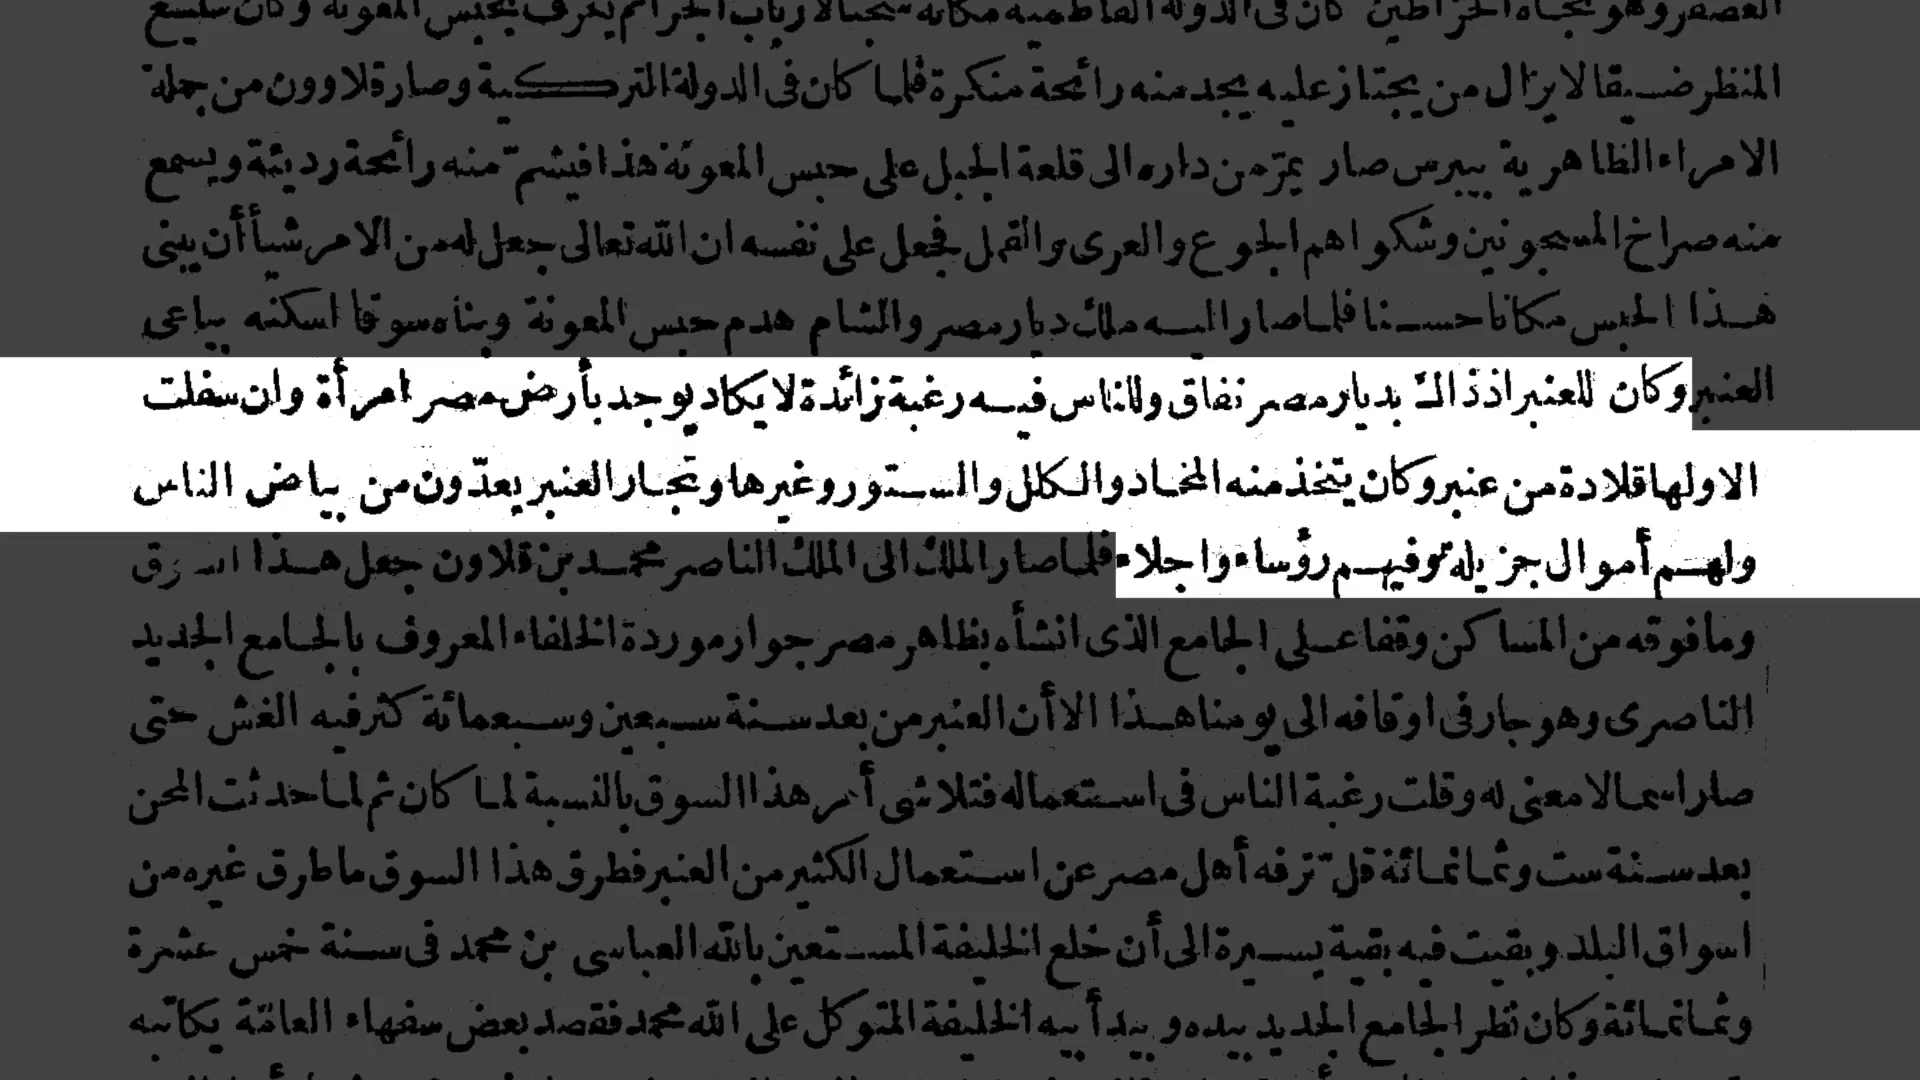 العصفر وهو تجاه الخراطين كان فى الدولة الفاطمية مكانه سجنا لارباب الجرائم يعرف بحبس المعونة وكان شنيع
المنظر ضيقا لا يزال من يجتاز عليه يجد منه رائحة منكرة فلما كان فى الدولة التركية وصار قلاوون من جملة
الامراء الظاهرية بيبرس صار يمرّ من داره الى قلعة الجبل على حبس المعونة هذا فيشمّ منه رائحة رديئة ويسمع
منه صراخ المسجونين وشكواهم الجوع والعرى والقمل فجعل على نفسه ان الله تعالى جعل له من الامر شيأ أن يبنى
هذا الحبس مكانا حسنا فلما صار اليه ملك ديار مصر والشام هدم حبس المعونة وبناه سوقا اسكنه بياعى
العنبر وكان للعنبر اذ ذاك بديار مصر نفاق وللناس فيه رغبة زائدة لا يكاد يوجد بأرض مصر امرأة وان سفلت
الا ولها قلادة من عنبر وكان يتخذ منه المخاد والكلل والستور وغيرها وتجار العنبر يعدّون من بياض الناس
ولهم أموال جزيلة وفيهم رؤساء واجلاء فلما صار الملك الى الملك الناصر محمد بن قلاون جعل هذا
وما فوقه من المساكن وقفا على الجامع الذى انشأه بظاهر مصر جوار موردة الخلفاء المعروف بالجامع الجديد
الناصرى وهو جار فى اوقافه الى يومنا هذا الا أن العنبر من بعد سنة سبعين وسبعمائة كثر فيه الغش حتى
صار اسما لا معنى له وقلت رغبة الناس فى استعماله فتلاشى أمر هذا السوق بالنسبة لما كان ثم لما حدثت المحن
بعد سنة ست وثمانمائة قلّ ترفه أهل مصر عن استعمال الكثير من العنبر فطرق هذا السوق ما طرق غيره من
اسواق البلد وبقيت فيه بقية يسيرة الى أن خلع الخليفة المستعين بالله العباسى بن محمد فى سنة خمس عشرة
وثمانمائة وكان نظر الجامع الجديد بيده وبيد أبيه الخليفة المتوكل على الله محمد فقصد بعض سفهاء العامّة يكاتبه